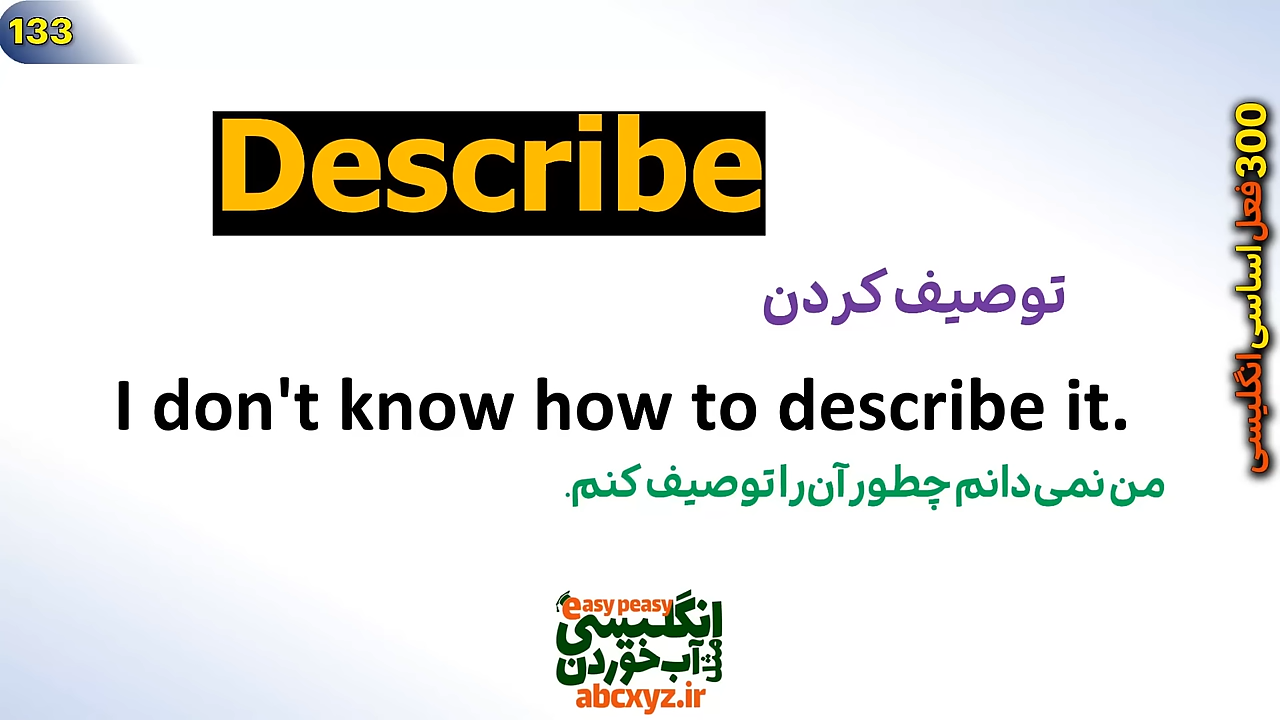 133
Describe
توصیف کردن
I don't know how to describe it.
من نمی‌دانم چطور آن را توصیف کنم.
300 فعل اساسی انگلیسی
easy peasy
انگلیسی
مثل آب خوردن
abcxyz.ir